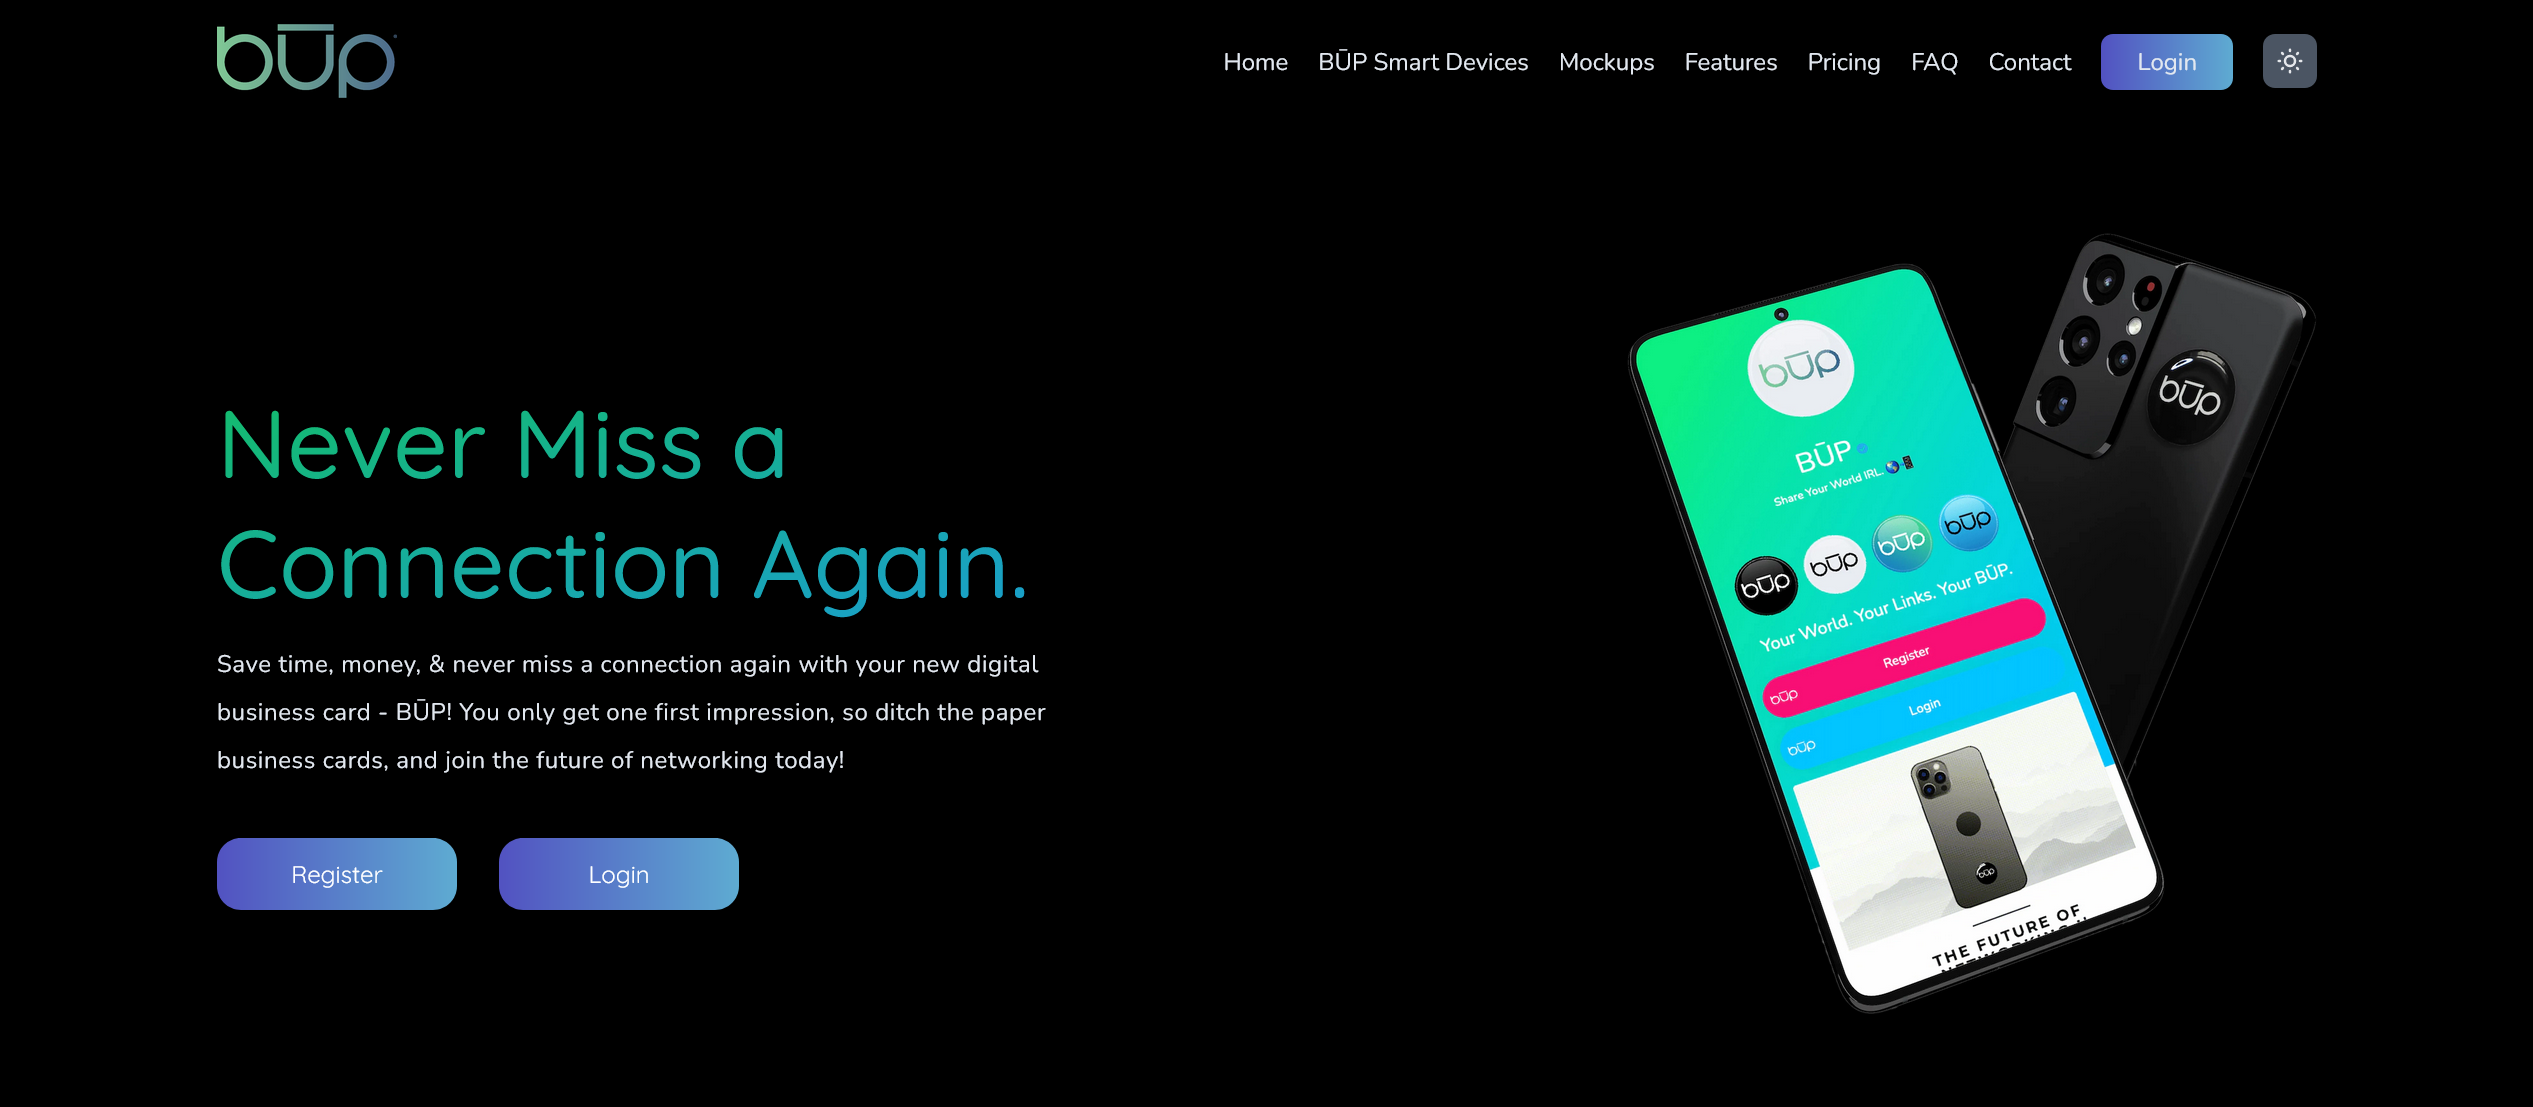 būp
Home BŪP Smart Devices Mockups Features Pricing FAQ Contact Login
Never Miss a
Connection Again.
Save time, money, & never miss a connection again with your new digital
business card - BŪP! You only get one first impression, so ditch the paper
business cards, and join the future of networking today!
Register Login
būp
BŪP
Share Your World IRL.
būp būp būp būp
Your World. Your Links. Your BŪP.
būp Register
būp Login
būp
THE FUTURE OF
būp